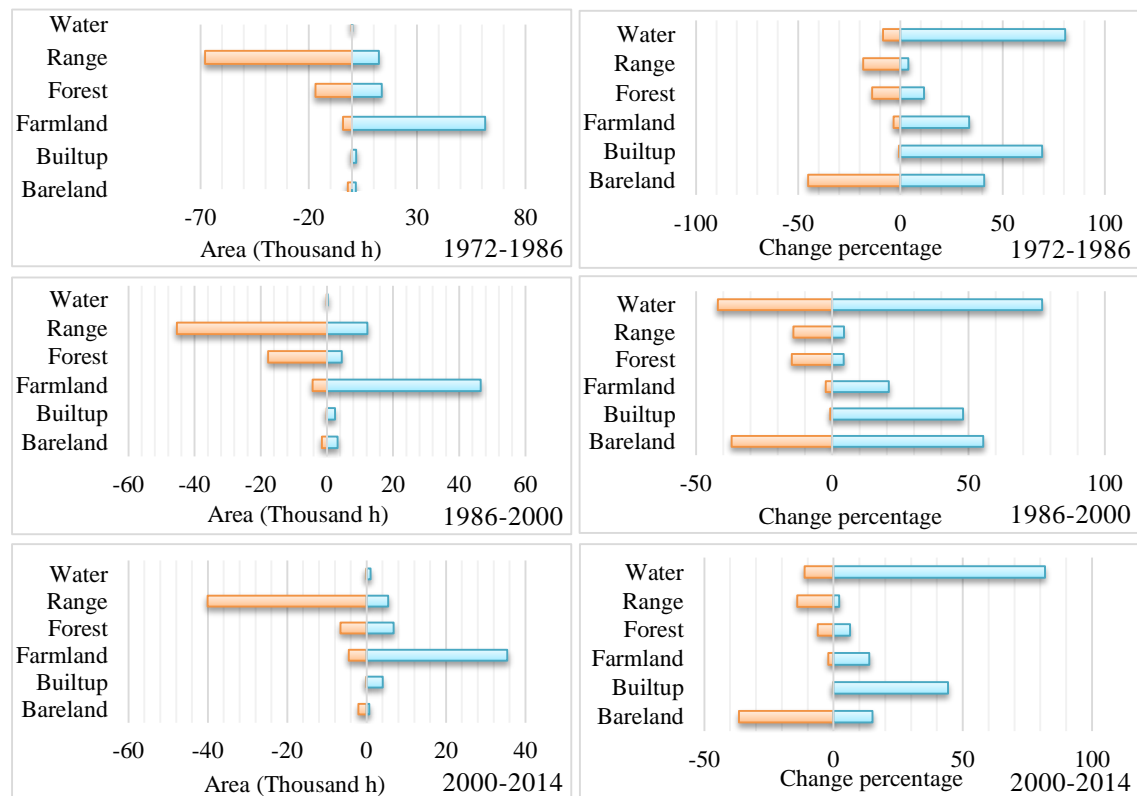 Water
Range
Forest
Farmland
Builtup
Bareland
-70 -20 30 80
Area (Thousand h) 1972-1986
Water
Range
Forest
Farmland
Builtup
Bareland
-100 -50 0 50 100
Change percentage 1972-1986
Water
Range
Forest
Farmland
Builtup
Bareland
-60 -40 -20 0 20 40 60
Area (Thousand h) 1986-2000
Water
Range
Forest
Farmland
Builtup
Bareland
-50 0 50 100
Change percentage 1986-2000
Water
Range
Forest
Farmland
Builtup
Bareland
-60 -40 -20 0 20 40
Area (Thousand h) 2000-2014
Water
Range
Forest
Farmland
Builtup
Bareland
-50 0 50 100
Change percentage 2000-2014